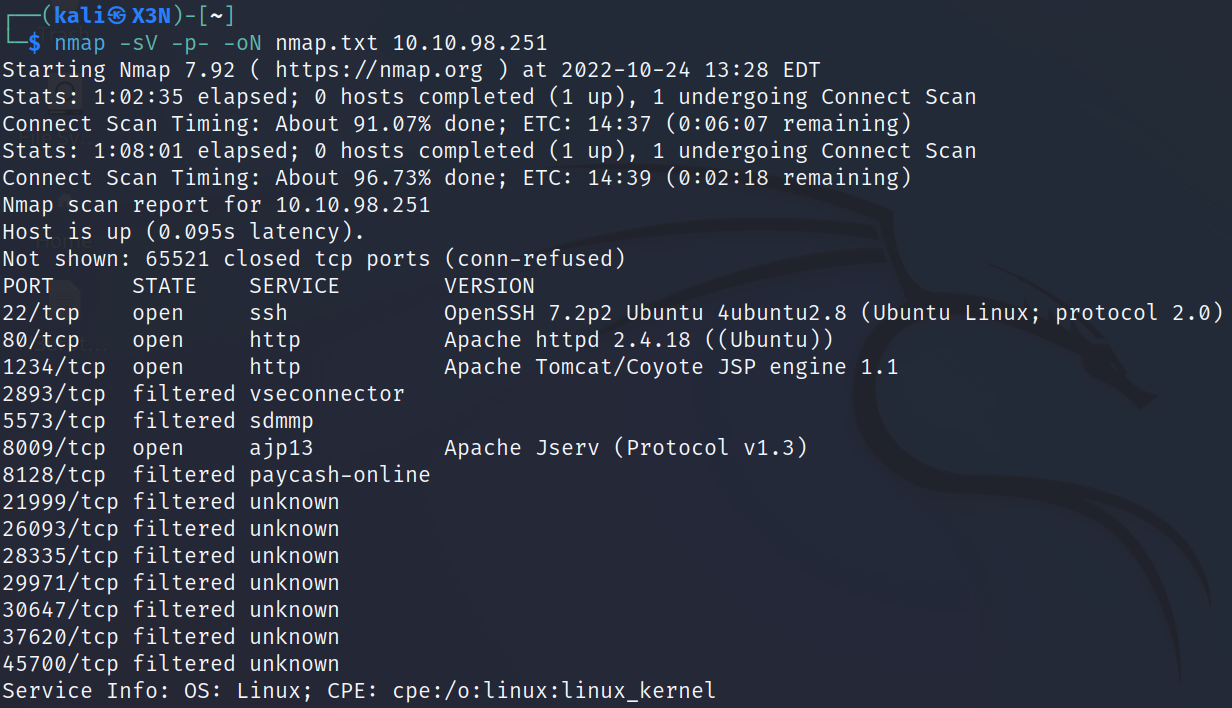 ┌──(kali㉿X3N)-[~]
└─$ nmap -sV -p- -oN nmap.txt 10.10.98.251
Starting Nmap 7.92 ( https://nmap.org ) at 2022-10-24 13:28 EDT
Stats: 1:02:35 elapsed; 0 hosts completed (1 up), 1 undergoing Connect Scan
Connect Scan Timing: About 91.07% done; ETC: 14:37 (0:06:07 remaining)
Stats: 1:08:01 elapsed; 0 hosts completed (1 up), 1 undergoing Connect Scan
Connect Scan Timing: About 96.73% done; ETC: 14:39 (0:02:18 remaining)
Nmap scan report for 10.10.98.251
Host is up (0.095s latency).
Not shown: 65521 closed tcp ports (conn-refused)
PORT      STATE    SERVICE        VERSION
22/tcp    open     ssh            OpenSSH 7.2p2 Ubuntu 4ubuntu2.8 (Ubuntu Linux; protocol 2.0)
80/tcp    open     http           Apache httpd 2.4.18 ((Ubuntu))
1234/tcp  open     http           Apache Tomcat/Coyote JSP engine 1.1
2893/tcp  filtered vseconnector
5573/tcp  filtered sdmmp
8009/tcp  open     ajp13          Apache Jserv (Protocol v1.3)
8128/tcp  filtered paycash-online
21999/tcp filtered unknown
26093/tcp filtered unknown
28335/tcp filtered unknown
29971/tcp filtered unknown
30647/tcp filtered unknown
37620/tcp filtered unknown
45700/tcp filtered unknown
Service Info: OS: Linux; CPE: cpe:/o:linux:linux_kernel